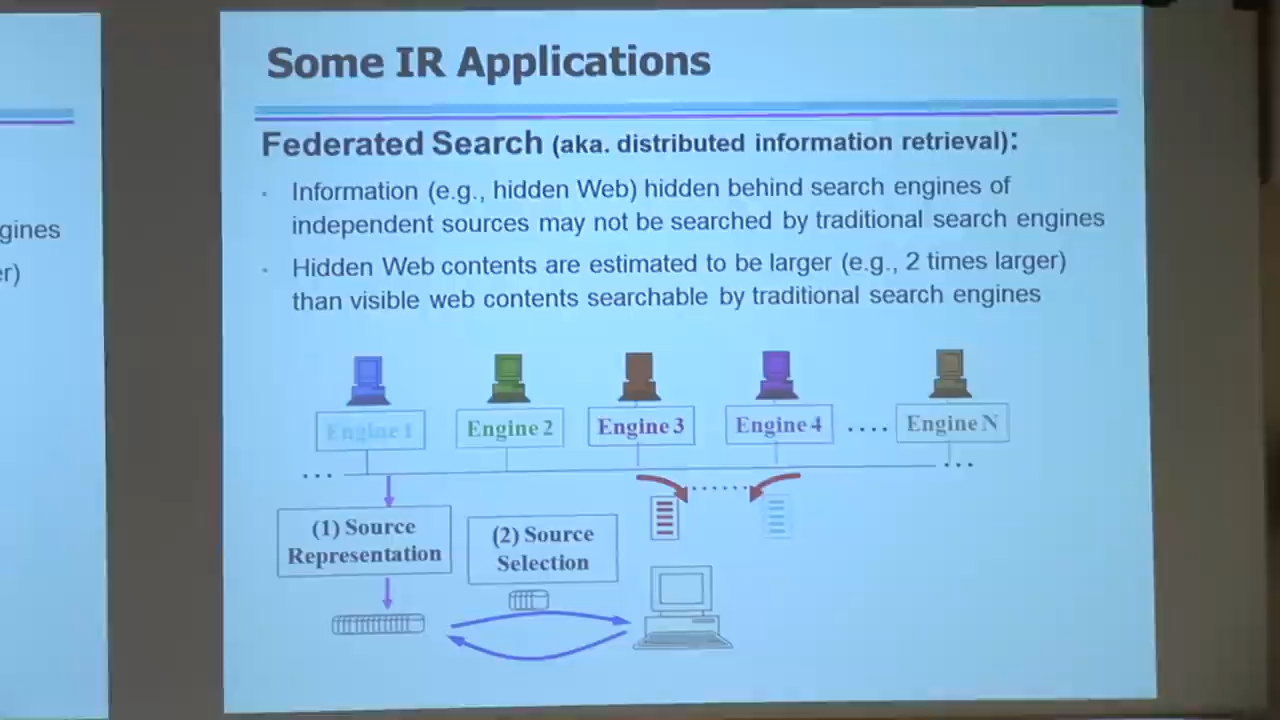 Some IR Applications
Federated Search (aka. distributed information retrieval):
· Information (e.g., hidden Web) hidden behind search engines of
independent sources may not be searched by traditional search engines
· Hidden Web contents are estimated to be larger (e.g., 2 times larger)
than visible web contents searchable by traditional search engines
gines
er)
Engine 1
Engine 2
Engine 3
Engine 4
....
Engine N
...
...
(1) Source
Representation
(2) Source
Selection